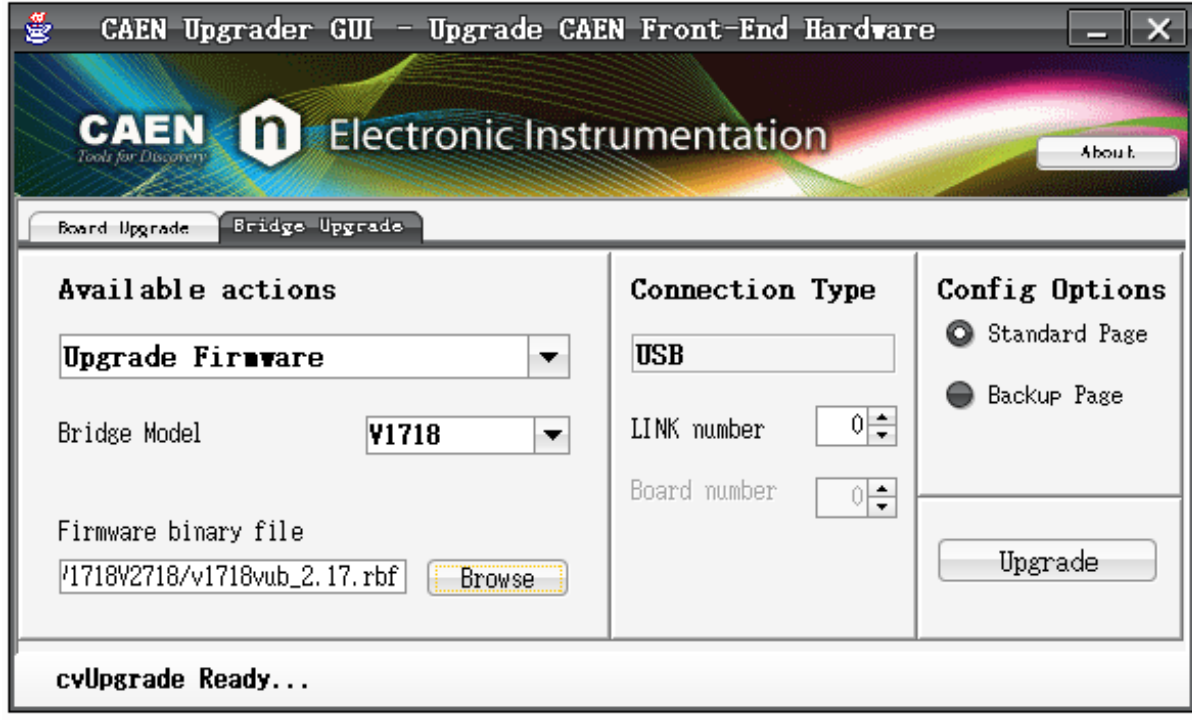 CAEN Upgrader GUI - Upgrade CAEN Front-End Hardware
CAEN
Tools for Discovery
n
Electronic Instrumentation
About
Board Upgrade
Bridge Upgrade
Available actions
Upgrade Firmware
Bridge Model
V1718
Firmware binary file
/1718V2718/v1718vub_2.17.rbf
Browse
Connection Type
USB
LINK number
0
Board number
0
Config Options
Standard Page
Backup Page
Upgrade
cvUpgrade Ready...